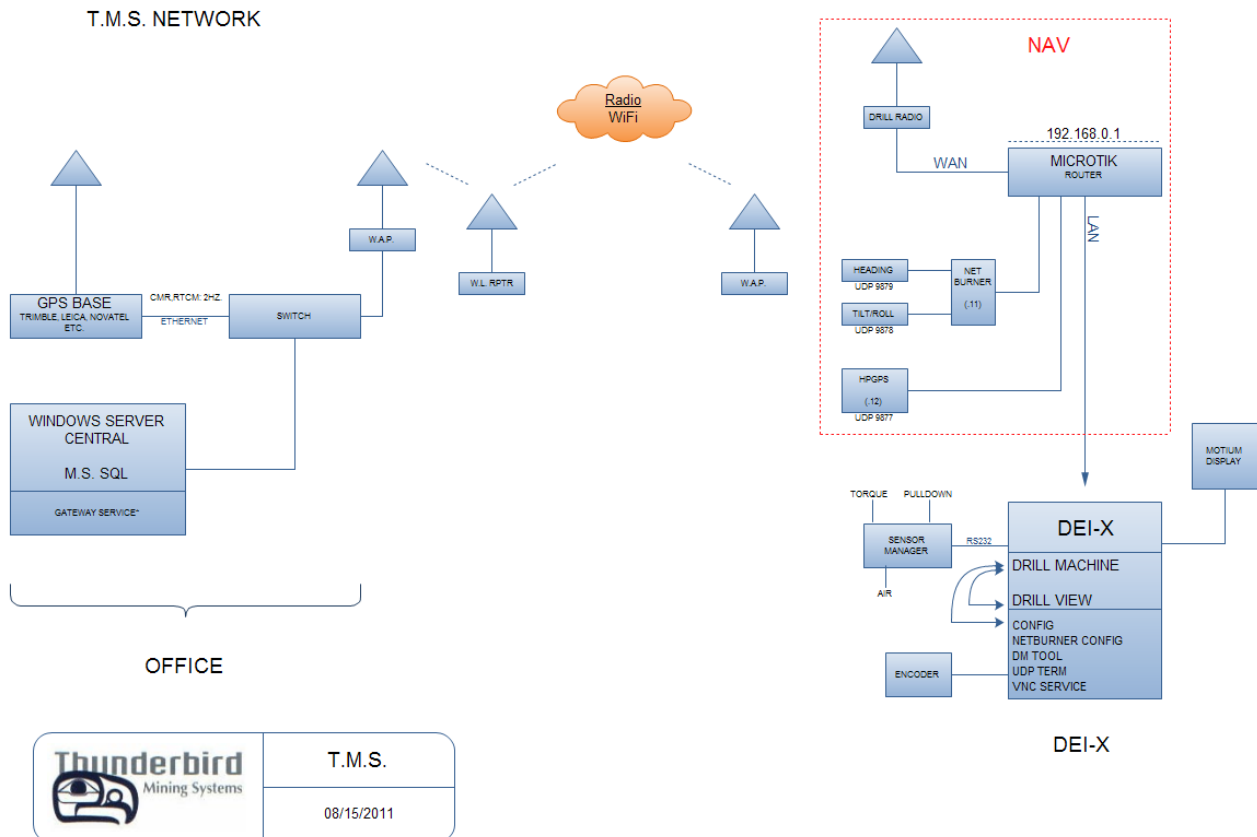 T.M.S. NETWORK
NAV
Radio
WiFi
DRILL RADIO
192.168.0.1
WAN
MICROTIK
ROUTER
LAN
W.A.P.
W.L. RPTR
W.A.P.
HEADING
UDP 9879
NET
BURNER
(.11)
TILT/ROLL
UDP 9878
GPS BASE
TRIMBLE, LEICA, NOVATEL
ETC.
CMR,RTCM: 2HZ.
ETHERNET
SWITCH
HPGPS
(.12)
UDP 9877
WINDOWS SERVER
CENTRAL
M.S. SQL
GATEWAY SERVICE*
MOTIUM
DISPLAY
TORQUE
PULLDOWN
SENSOR
MANAGER
RS232
AIR
DEI-X
DRILL MACHINE
DRILL VIEW
CONFIG
NETBURNER CONFIG
DM TOOL
UDP TERM
VNC SERVICE
ENCODER
OFFICE
DEI-X
Thunderbird
Mining Systems
T.M.S.
08/15/2011